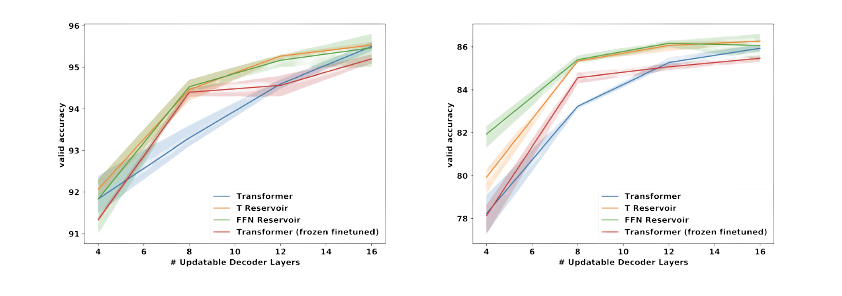 96
95
94
93
92
91
valid accuracy
4 6 8 10 12 14 16
# Updatable Decoder Layers
Transformer
T Reservoir
FFN Reservoir
Transformer (frozen finetuned)
86
84
82
80
78
valid accuracy
4 6 8 10 12 14 16
# Updatable Decoder Layers
Transformer
T Reservoir
FFN Reservoir
Transformer (frozen finetuned)